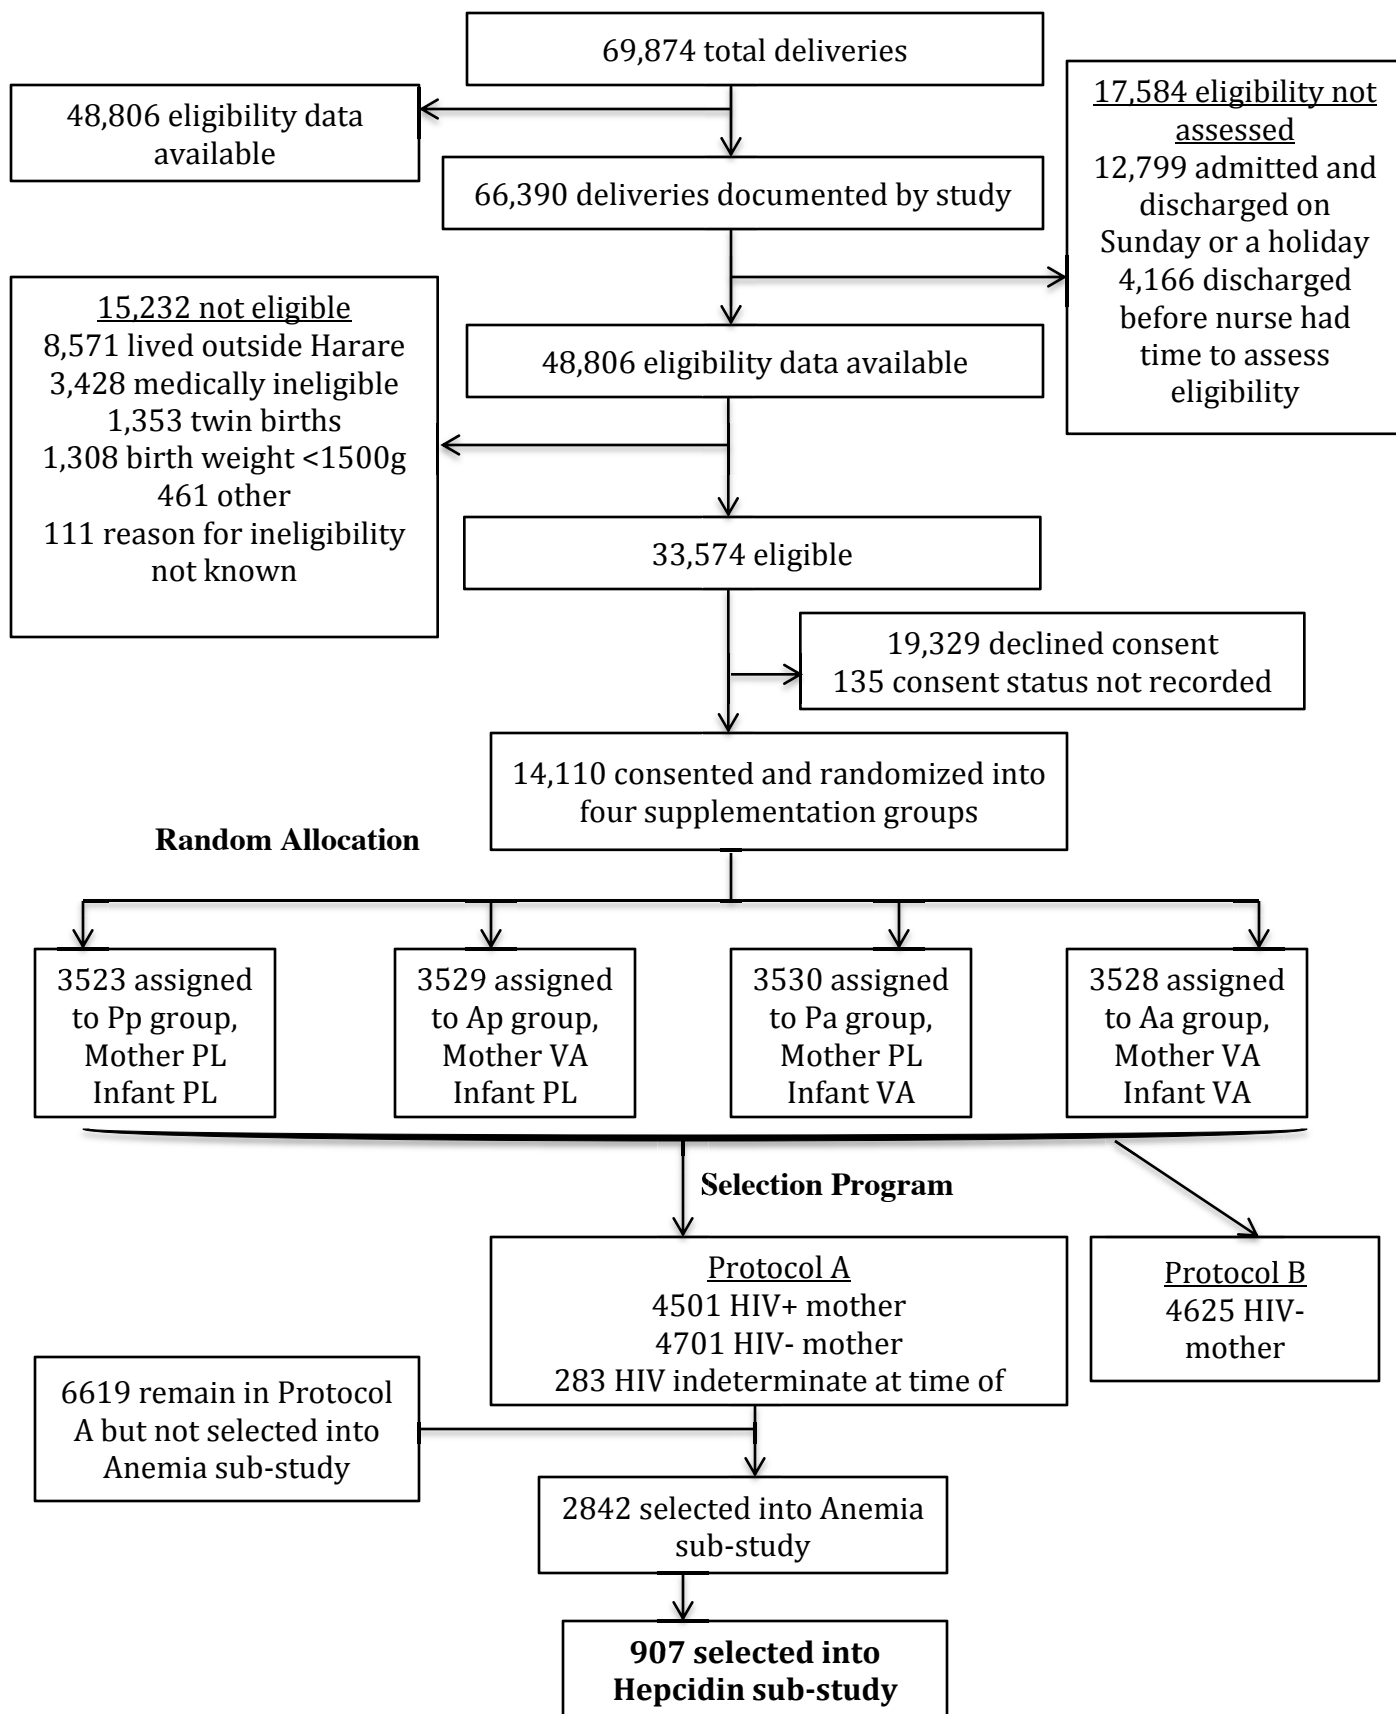 69,874 total deliveries
48,806 eligibility data
available
17,584 eligibility not
assessed
12,799 admitted and
discharged on
Sunday or a holiday
4,166 discharged
before nurse had
time to assess
eligibility
66,390 deliveries documented by study
15,232 not eligible
8,571 lived outside Harare
3,428 medically ineligible
1,353 twin births
1,308 birth weight <1500g
461 other
111 reason for ineligibility
not known
48,806 eligibility data available
33,574 eligible
19,329 declined consent
135 consent status not recorded
14,110 consented and randomized into
four supplementation groups
Random Allocation
3523 assigned
to Pp group,
Mother PL
Infant PL
3529 assigned
to Ap group,
Mother VA
Infant PL
3530 assigned
to Pa group,
Mother PL
Infant VA
3528 assigned
to Aa group,
Mother VA
Infant VA
Selection Program
Protocol A
4501 HIV+ mother
4701 HIV- mother
283 HIV indeterminate at time of
Protocol B
4625 HIV-
mother
6619 remain in Protocol
A but not selected into
Anemia sub-study
2842 selected into Anemia
sub-study
907 selected into
Hepcidin sub-study